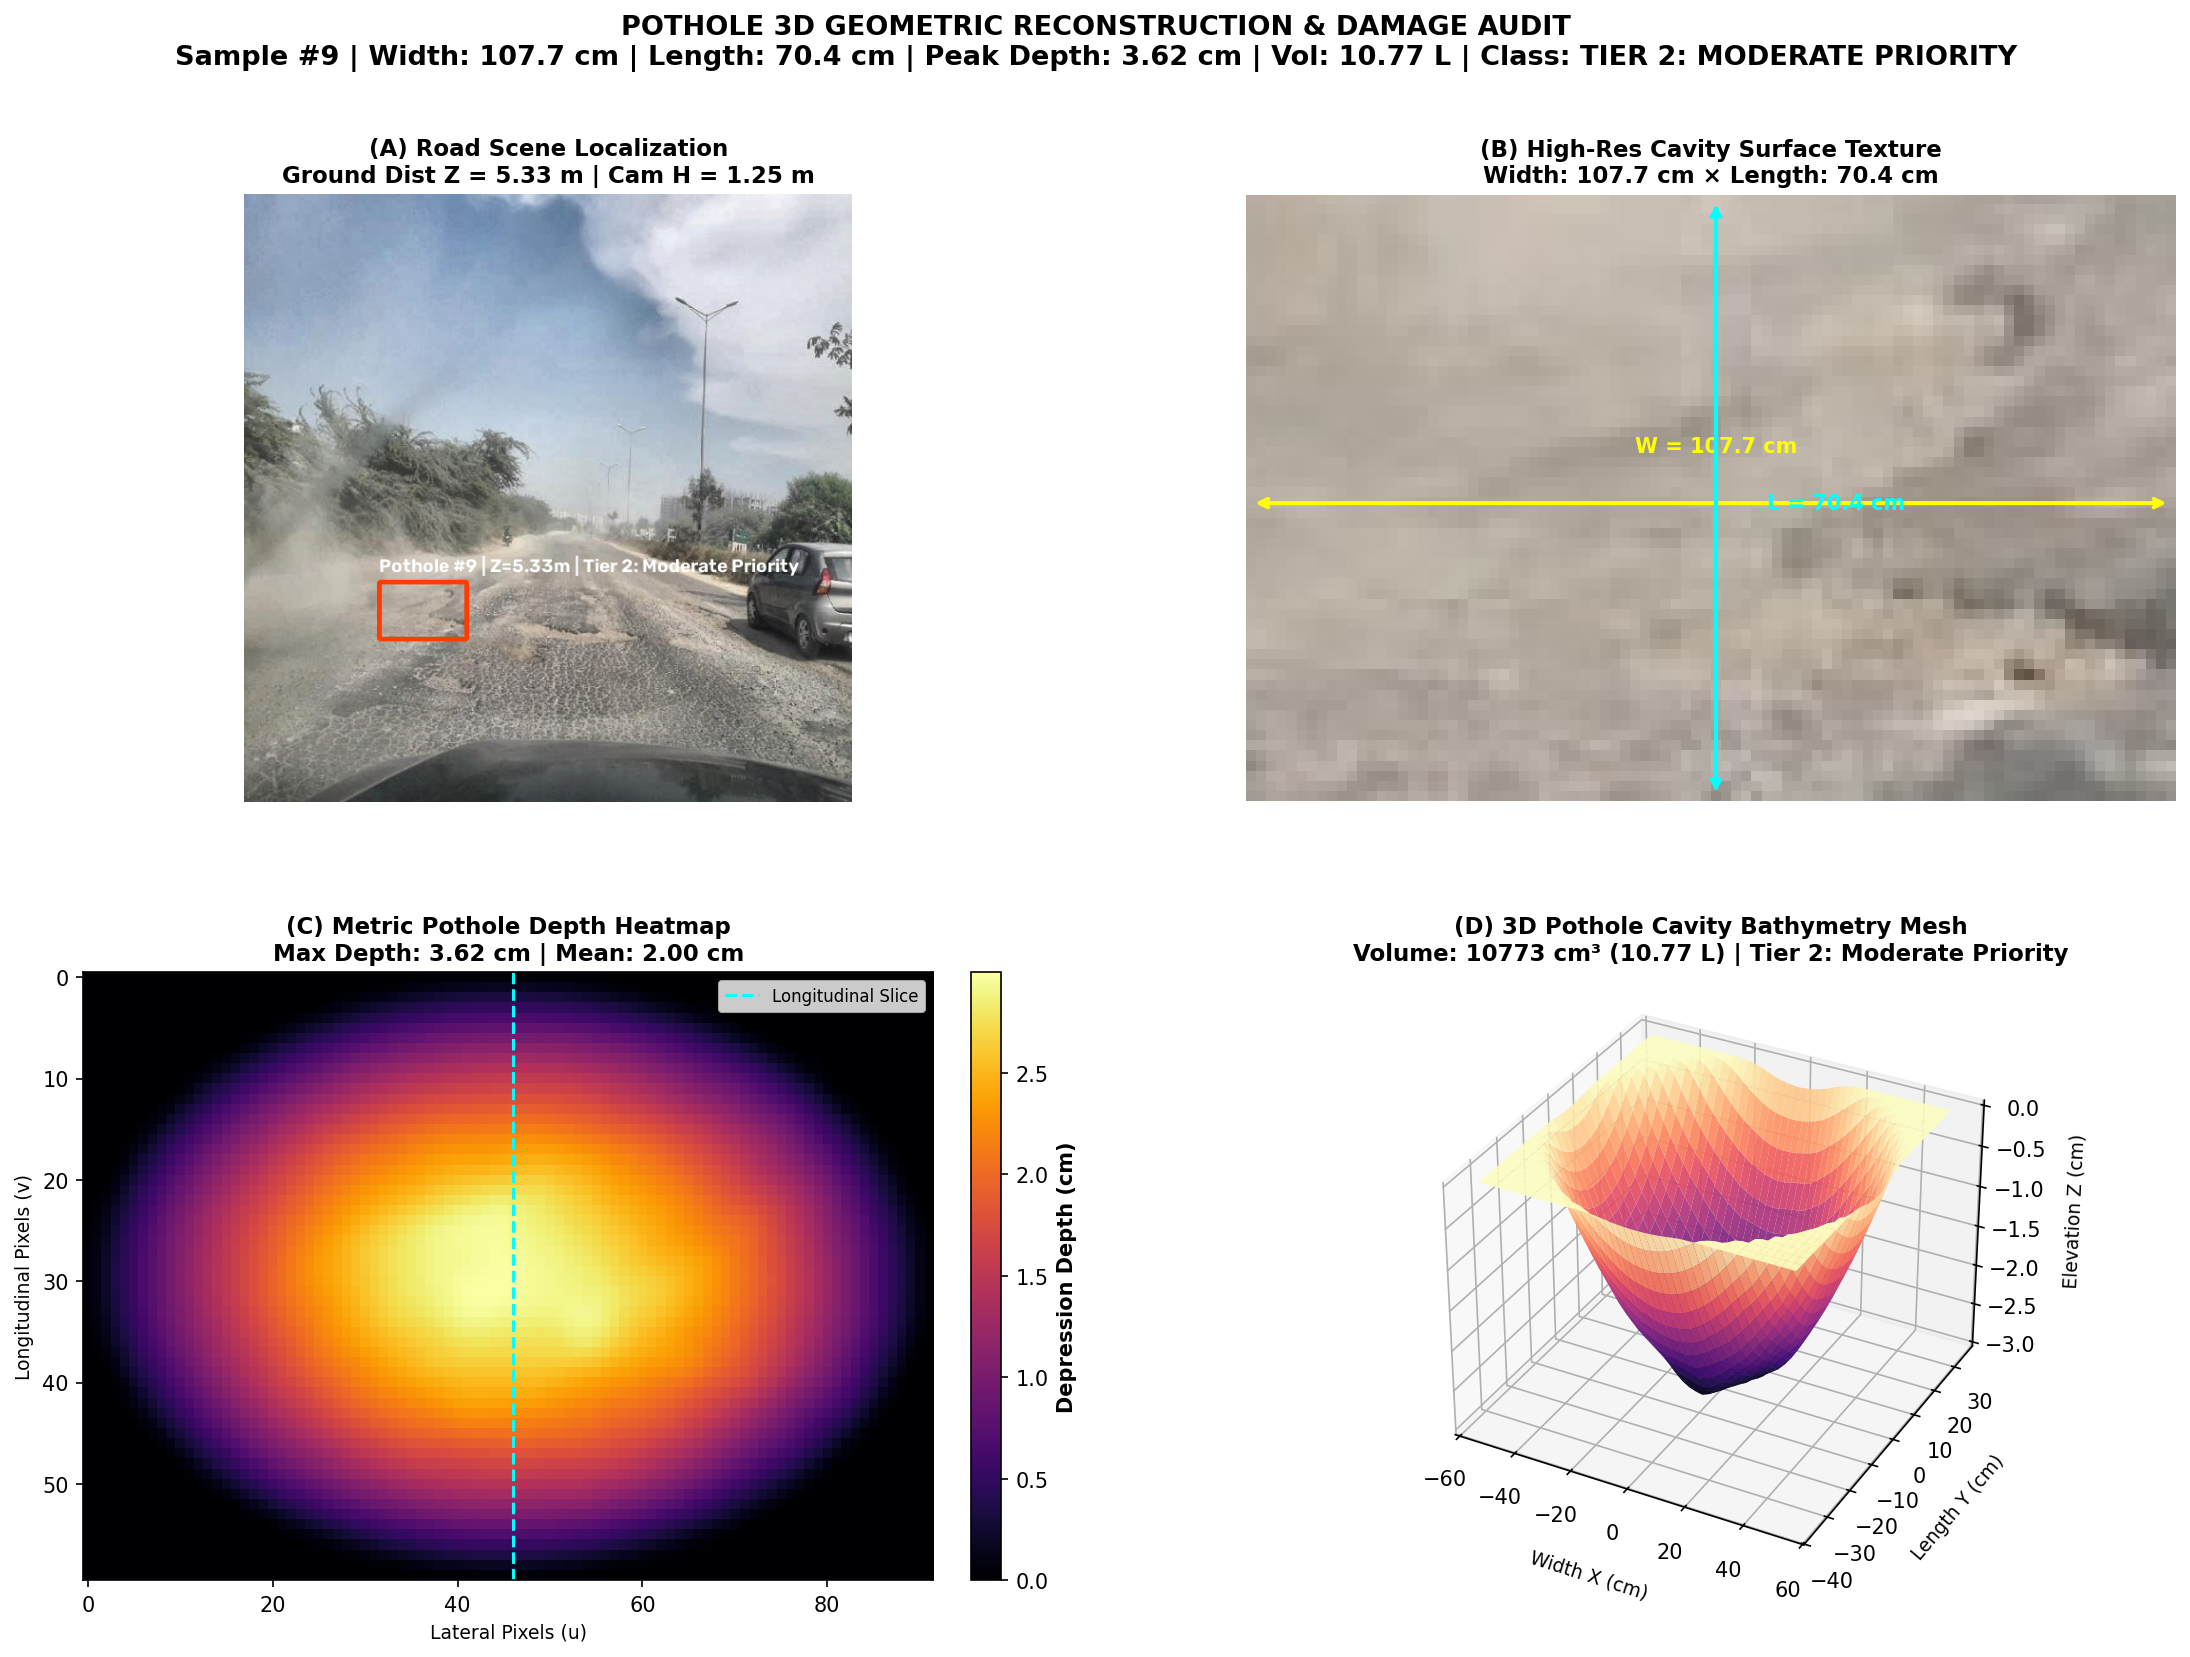 POTHOLE 3D GEOMETRIC RECONSTRUCTION & DAMAGE AUDIT
Sample #9 | Width: 107.7 cm | Length: 70.4 cm | Peak Depth: 3.62 cm | Vol: 10.77 L | Class: TIER 2: MODERATE PRIORITY
(A) Road Scene Localization
Ground Dist Z = 5.33 m | Cam H = 1.25 m
Pothole #9 | Z=5.33m | Tier 2: Moderate Priority
(B) High-Res Cavity Surface Texture
Width: 107.7 cm × Length: 70.4 cm
W = 107.7 cm
L = 70.4 cm
(C) Metric Pothole Depth Heatmap
Max Depth: 3.62 cm | Mean: 2.00 cm
Longitudinal Slice
0
10
20
30
40
50
Longitudinal Pixels (v)
0
20
40
60
80
Lateral Pixels (u)
2.5
2.0
1.5
1.0
0.5
0.0
Depression Depth (cm)
(D) 3D Pothole Cavity Bathymetry Mesh
Volume: 10773 cm³ (10.77 L) | Tier 2: Moderate Priority
0.0
−0.5
−1.0
−1.5
−2.0
−2.5
−3.0
Elevation Z (cm)
30
20
10
0
−10
−20
−30
−40
Length Y (cm)
−60
−40
−20
0
20
40
60
Width X (cm)